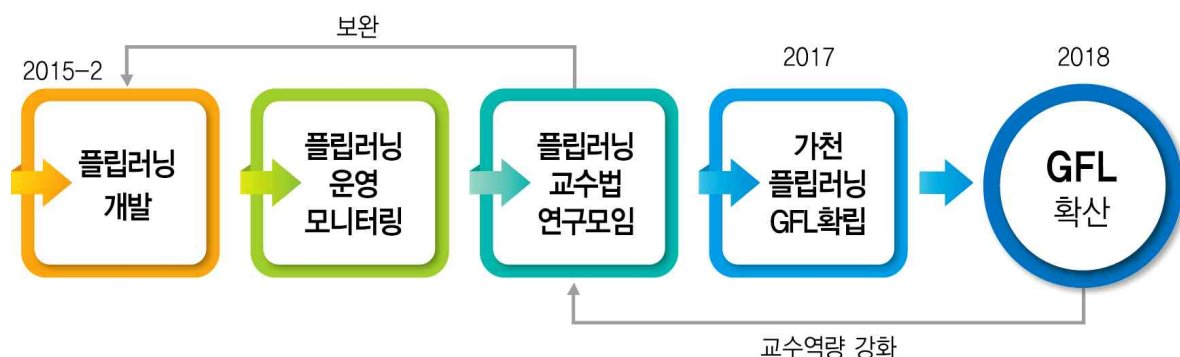 보완
2015-2
2017
2018
플립러닝
개발
플립러닝
운영
모니터링
플립러닝
교수법
연구모임
가천
플립러닝
GFL확립
GFL
확산
교수역량 강화